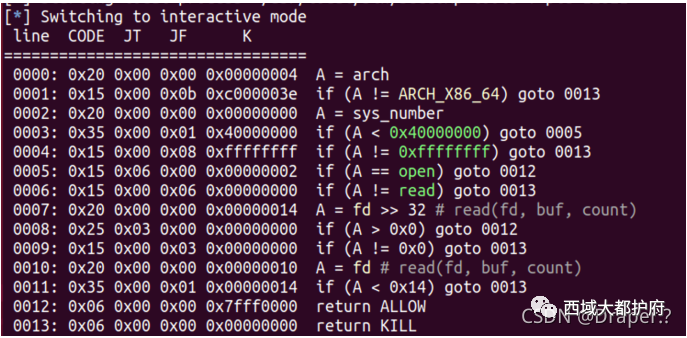 [*] Switching to interactive mode
line CODE JT JF K
=================================
0000: 0x20 0x00 0x00 0x00000004 A = arch
0001: 0x15 0x00 0x0b 0xc000003e if (A != ARCH_X86_64) goto 0013
0002: 0x20 0x00 0x00 0x00000000 A = sys_number
0003: 0x35 0x00 0x01 0x40000000 if (A < 0x40000000) goto 0005
0004: 0x15 0x00 0x08 0xffffffff if (A != 0xffffffff) goto 0013
0005: 0x15 0x06 0x00 0x00000002 if (A == open) goto 0012
0006: 0x15 0x00 0x06 0x00000000 if (A != read) goto 0013
0007: 0x20 0x00 0x00 0x00000014 A = fd >> 32 # read(fd, buf, count)
0008: 0x25 0x03 0x00 0x00000000 if (A > 0x0) goto 0012
0009: 0x15 0x00 0x03 0x00000000 if (A != 0x0) goto 0013
0010: 0x20 0x00 0x00 0x00000010 A = fd # read(fd, buf, count)
0011: 0x35 0x00 0x01 0x00000014 if (A < 0x14) goto 0013
0012: 0x06 0x00 0x00 0x7fff0000 return ALLOW
0013: 0x06 0x00 0x00 0x00000000 return KILL
西域大都护府
CSDN @Draper.?